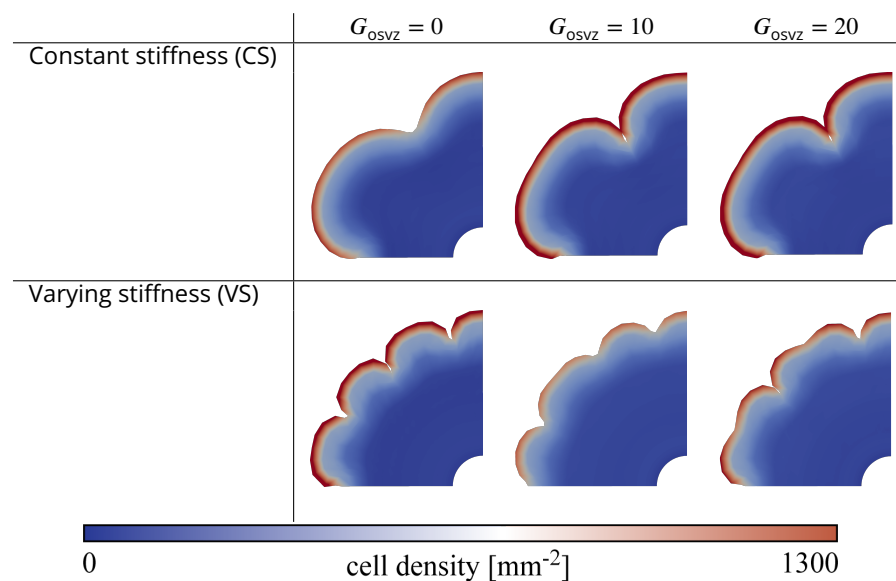 G_osvz = 0 G_osvz = 10 G_osvz = 20
Constant stiffness (CS)
Varying stiffness (VS)
0 cell density [mm⁻²] 1300